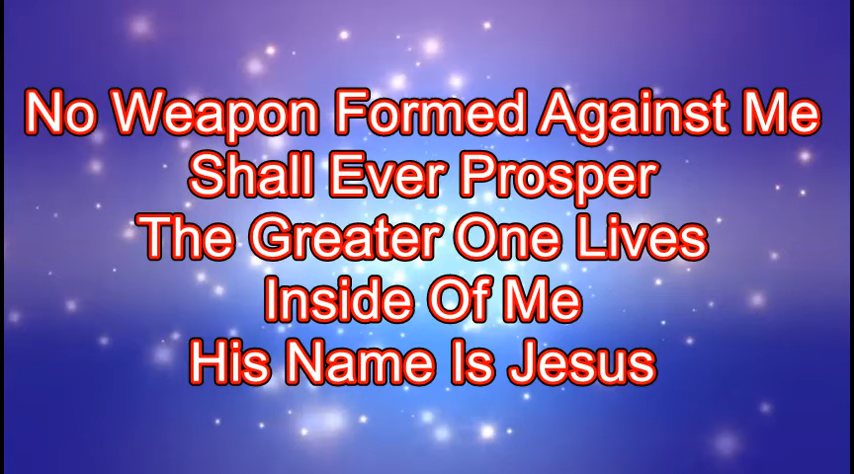 No Weapon Formed Against Me
Shall Ever Prosper
The Greater One Lives
Inside Of Me
His Name Is Jesus